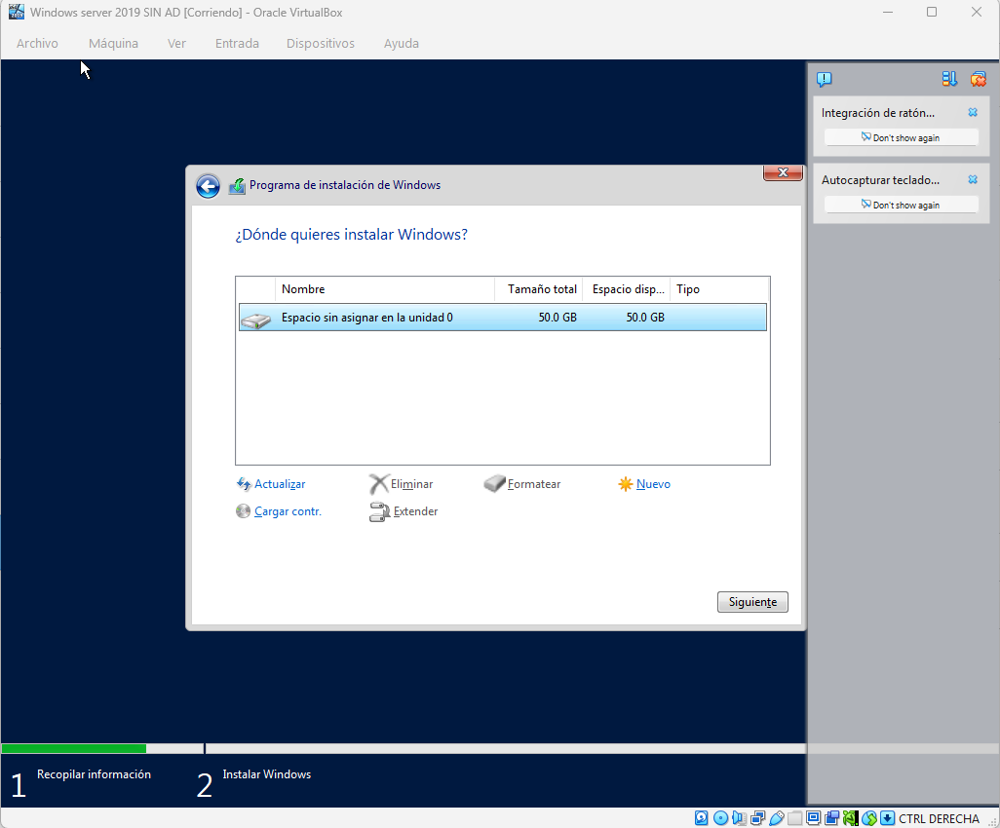 Windows server 2019 SIN AD [Corriendo] - Oracle VirtualBox
Archivo Máquina Ver Entrada Dispositivos Ayuda
Integración de ratón...
Don't show again
Autocapturar teclado...
Don't show again
Programa de instalación de Windows
¿Dónde quieres instalar Windows?
Nombre Tamaño total Espacio disp... Tipo
Espacio sin asignar en la unidad 0 50.0 GB 50.0 GB
Actualizar Eliminar Formatear Nuevo
Cargar contr. Extender
Siguiente
1 Recopilar información 2 Instalar Windows
CTRL DERECHA